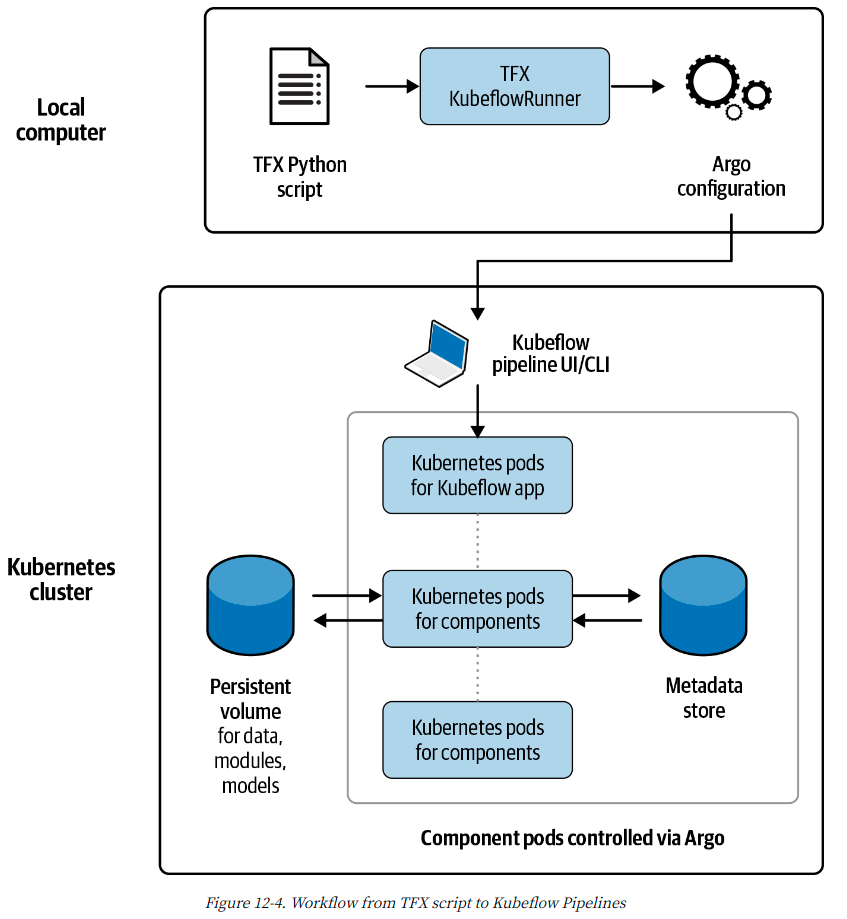 Local
computer
TFX Python
script
TFX
KubeflowRunner
Argo
configuration
Kubeflow
pipeline UI/CLI
Kubernetes pods
for Kubeflow app
Kubernetes
cluster
Kubernetes pods
for components
Persistent
volume
for data,
modules,
models
Metadata
store
Kubernetes pods
for components
Component pods controlled via Argo
Figure 12-4. Workflow from TFX script to Kubeflow Pipelines